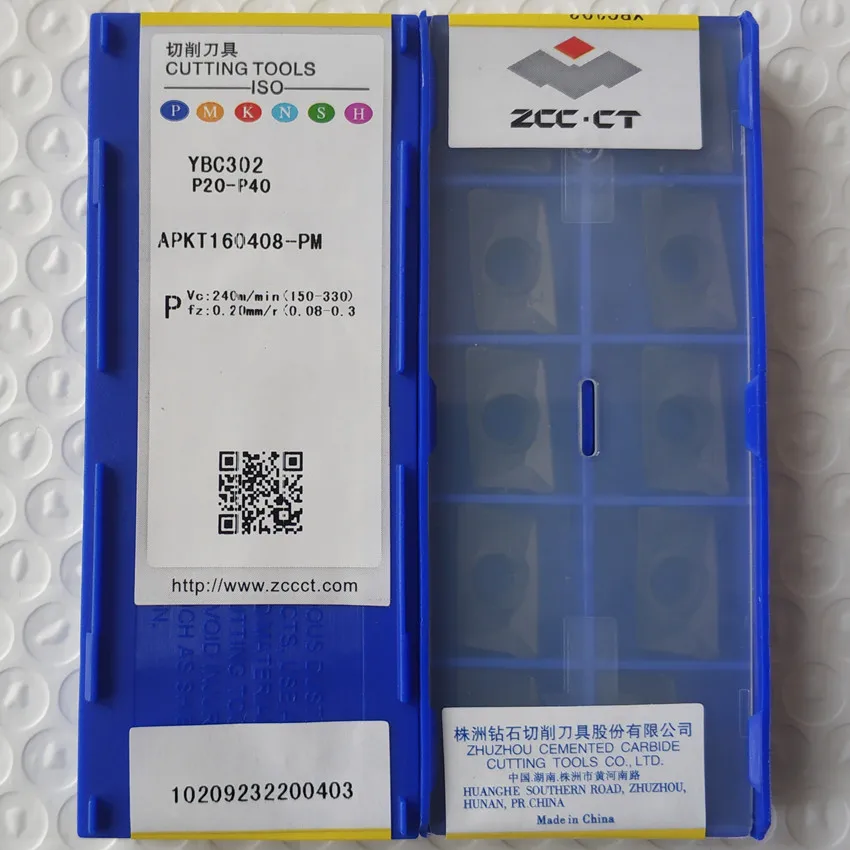 切削刀具
CUTTING TOOLS
ISO
P M K N S H
YBC302
P20-P40
APKT160408-PM
P Vc:240m/min(150-330)
fz:0.20mm/r(0.08-0.3
http://www.zccct.com
10209232200403
ZCC·CT
株洲钻石切削刀具股份有限公司
ZHUZHOU CEMENTED CARBIDE
CUTTING TOOLS CO., LTD.
中国.湖南.株洲市黄河南路
HUANGHE SOUTHERN ROAD, ZHUZHOU,
HUNAN, PR.CHINA
Made in China